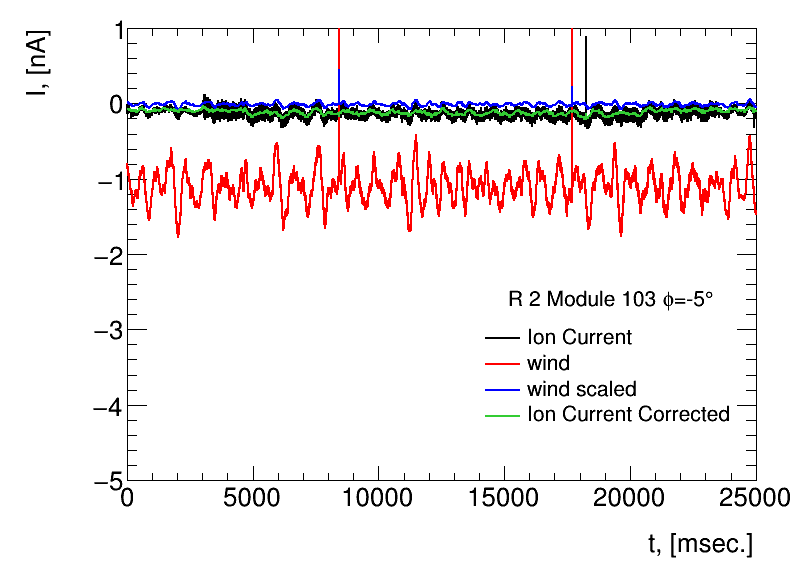 I, [nA]
1
0
−1
−2
−3
−4
−5
R 2 Module 103 ϕ=-5°
Ion Current
wind
wind scaled
Ion Current Corrected
0 5000 10000 15000 20000 25000
t, [msec.]